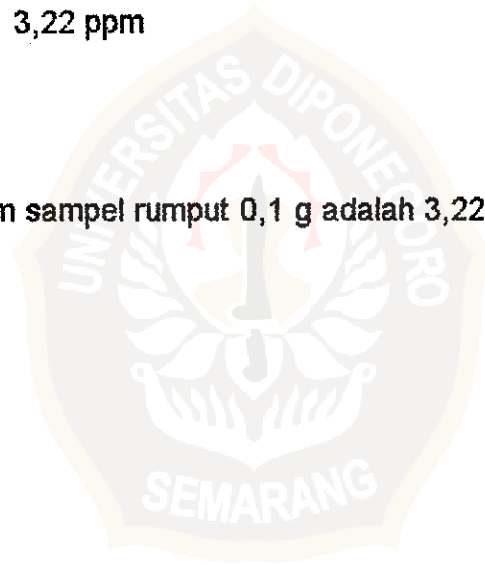 3,22 ppm
m sampel rumput 0,1 g adalah 3,22
UNIVERSITAS DIPONEGORO
SEMARANG